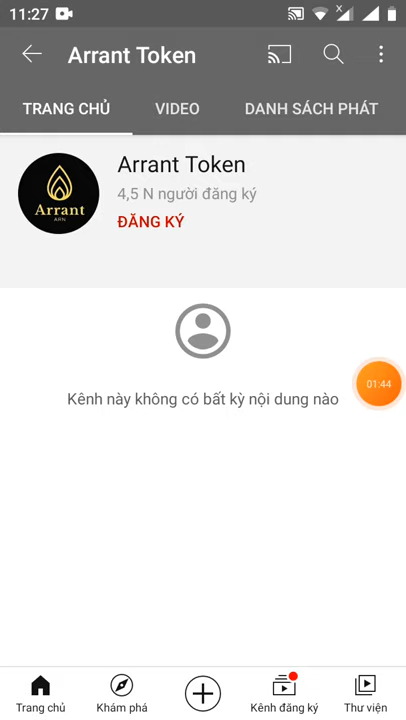 11:27
Arrant Token
TRANG CHỦ VIDEO DANH SÁCH PHÁT
Arrant Token
Arrant
ARN
4,5 N người đăng ký
ĐĂNG KÝ
01:44
Kênh này không có bất kỳ nội dung nào
Trang chủ Khám phá Kênh đăng ký Thư viện